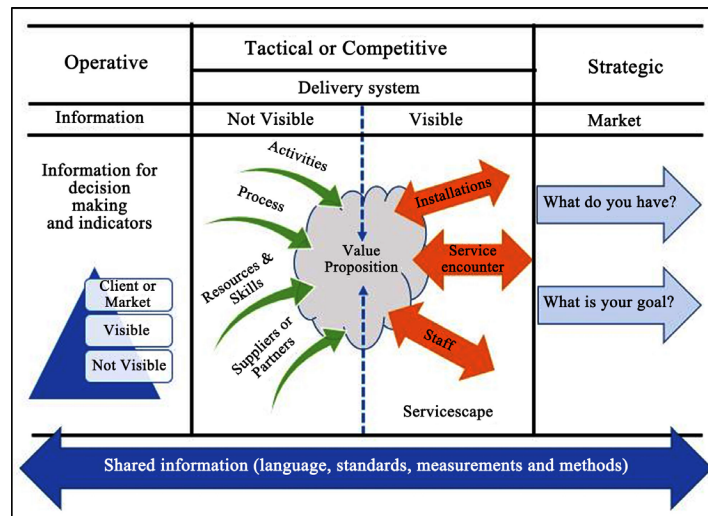 Operative
Tactical or Competitive
Strategic
Delivery system
Information
Not Visible
Visible
Market
Information for
decision
making
and indicators
Client or
Market
Visible
Not Visible
Activities
Process
Resources &
Skills
Suppliers or
Partners
Value
Proposition
Installations
Service
encounter
Staff
Servicescape
What do you have?
What is your goal?
Shared information (language, standards, measurements and methods)